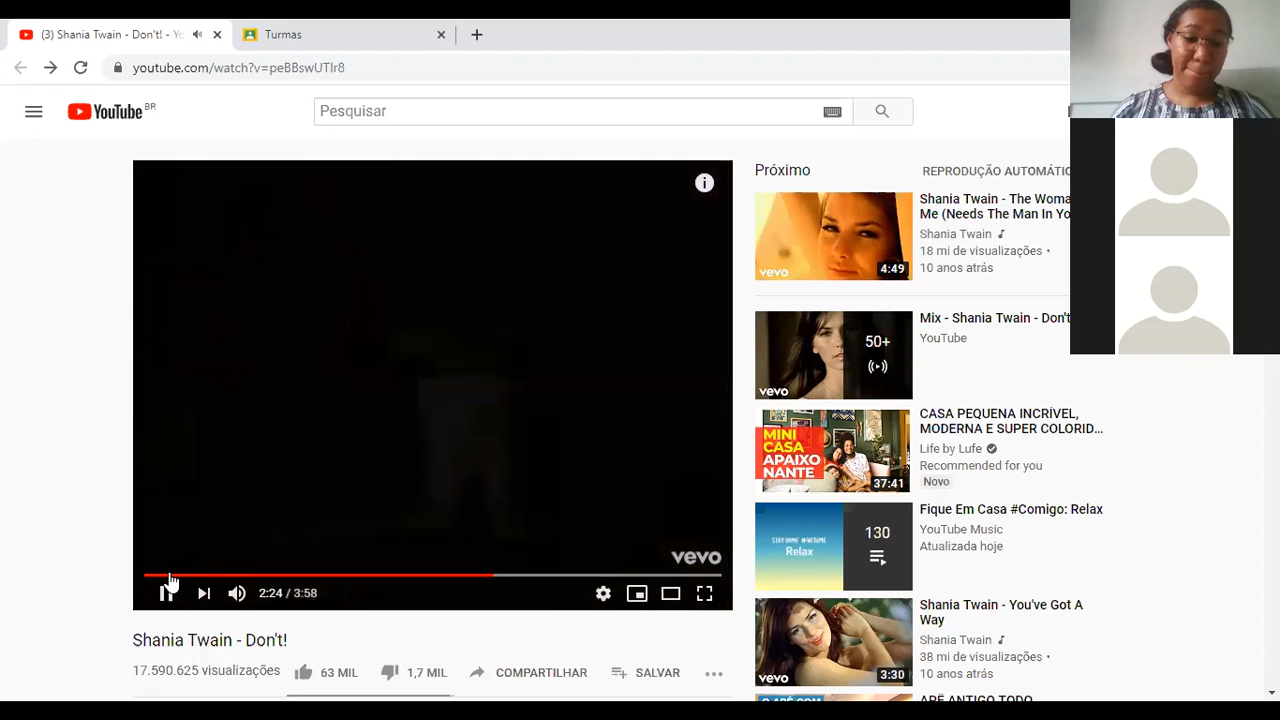 (3) Shania Twain - Don't! - Yo
Turmas
youtube.com/watch?v=peBBswUTIr8
YouTube BR
Pesquisar
vevo
2:24 / 3:58
Shania Twain - Don't!
17.590.625 visualizações
63 MIL
1,7 MIL
COMPARTILHAR
SALVAR
Próximo
REPRODUÇÃO AUTOMÁTIC
vevo
4:49
Shania Twain - The Woma
Me (Needs The Man In Yo
Shania Twain
18 mi de visualizações •
10 anos atrás
vevo
50+
Mix - Shania Twain - Don't
YouTube
MINI
CASA
APAIXO
NANTE
37:41
CASA PEQUENA INCRÍVEL,
MODERNA E SUPER COLORID...
Life by Lufe
Recommended for you
Novo
STAY HOME #WITHME
Relax
130
Fique Em Casa #Comigo: Relax
YouTube Music
Atualizada hoje
vevo
3:30
Shania Twain - You've Got A
Way
Shania Twain
38 mi de visualizações •
10 anos atrás